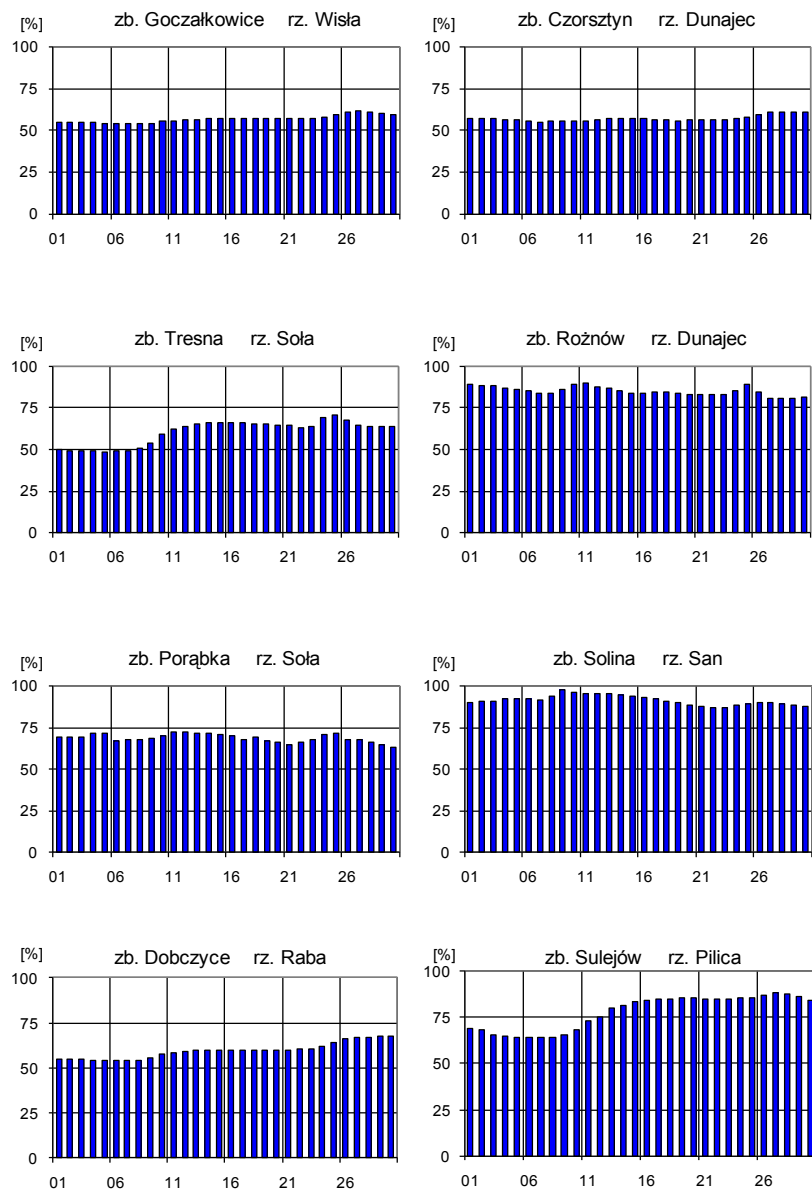 [%] zb. Goczałkowice rz. Wisła
100
75
50
25
0
01 06 11 16 21 26
[%] zb. Czorsztyn rz. Dunajec
100
75
50
25
0
01 06 11 16 21 26
[%] zb. Tresna rz. Soła
100
75
50
25
0
01 06 11 16 21 26
[%] zb. Rożnów rz. Dunajec
100
75
50
25
0
01 06 11 16 21 26
[%] zb. Porąbka rz. Soła
100
75
50
25
0
01 06 11 16 21 26
[%] zb. Solina rz. San
100
75
50
25
0
01 06 11 16 21 26
[%] zb. Dobczyce rz. Raba
100
75
50
25
0
01 06 11 16 21 26
[%] zb. Sulejów rz. Pilica
100
75
50
25
0
01 06 11 16 21 26